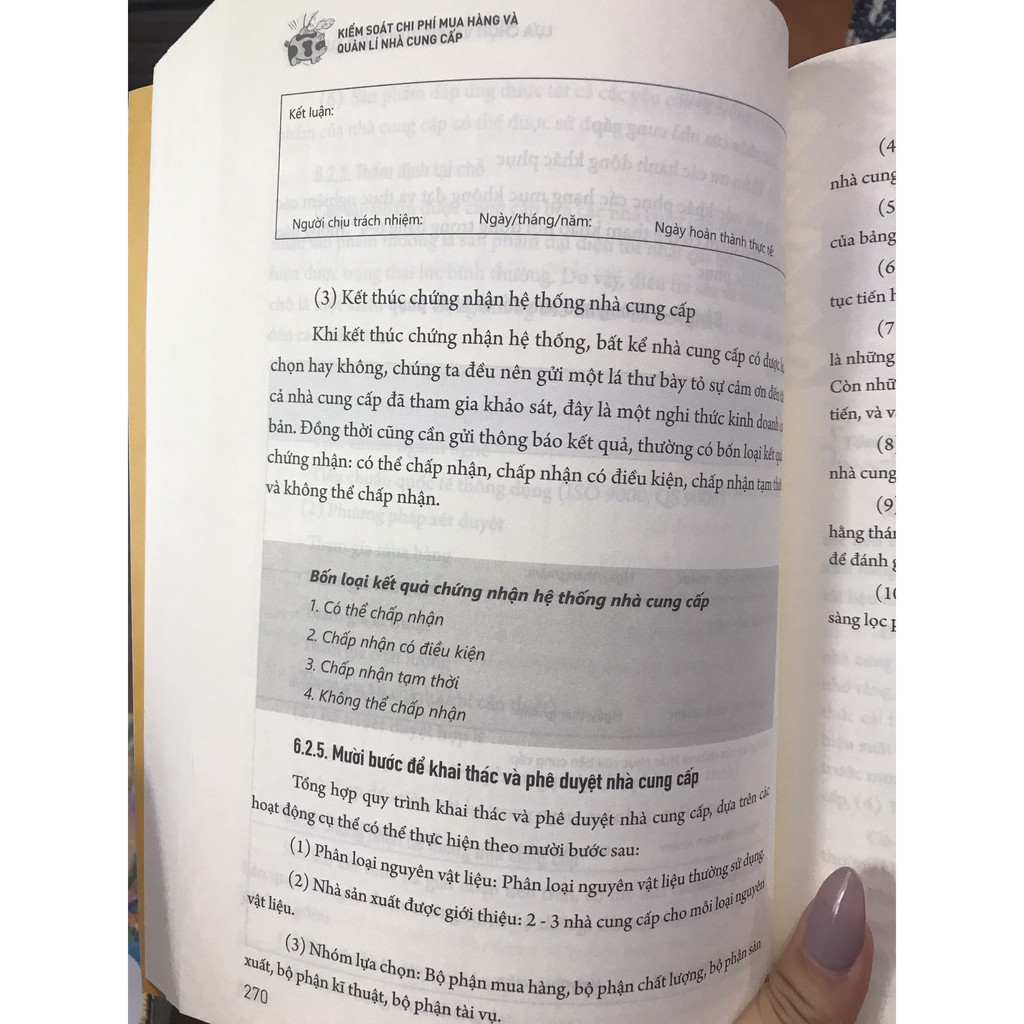 KIỂM SOÁT CHI PHÍ MUA HÀNG VÀ
QUẢN LÍ NHÀ CUNG CẤP
Kết luận:
Người chịu trách nhiệm: Ngày/tháng/năm: Ngày hoàn thành thực tế:
(3) Kết thúc chứng nhận hệ thống nhà cung cấp
Khi kết thúc chứng nhận hệ thống, bất kể nhà cung cấp có được
chọn hay không, chúng ta đều nên gửi một lá thư bày tỏ sự cảm ơn đến
cả nhà cung cấp đã tham gia khảo sát, đây là một nghi thức kinh doanh
bản. Đồng thời cũng cần gửi thông báo kết quả, thường có bốn loại kết quả
chứng nhận: có thể chấp nhận, chấp nhận có điều kiện, chấp nhận tạm thời
và không thể chấp nhận.
Bốn loại kết quả chứng nhận hệ thống nhà cung cấp
1. Có thể chấp nhận
2. Chấp nhận có điều kiện
3. Chấp nhận tạm thời
4. Không thể chấp nhận
6.2.5. Mười bước để khai thác và phê duyệt nhà cung cấp
Tổng hợp quy trình khai thác và phê duyệt nhà cung cấp, dựa trên các
hoạt động cụ thể có thể thực hiện theo mười bước sau:
(1) Phân loại nguyên vật liệu: Phân loại nguyên vật liệu thường sử dụng.
(2) Nhà sản xuất được giới thiệu: 2 - 3 nhà cung cấp cho mỗi loại nguyên
vật liệu.
(3) Nhóm lựa chọn: Bộ phận mua hàng, bộ phận chất lượng, bộ phận sản
xuất, bộ phận kĩ thuật, bộ phận tài vụ.
270
(4
nhà cung
(5
của bảng
(6
tục tiến h
(7
là những
Còn nhữ
tiến, và v
(8
nhà cung
(9)
hằng thán
để đánh g
(10
sàng lọc p